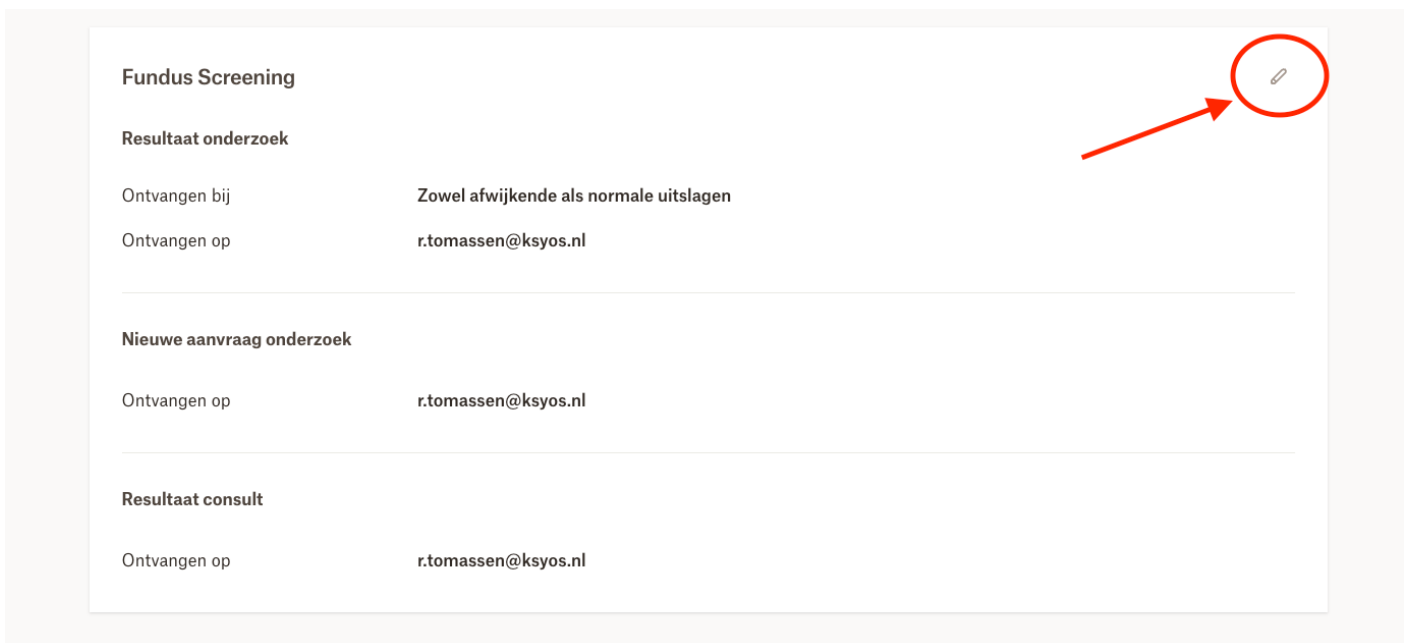 Fundus Screening
Resultaat onderzoek
Ontvangen bij Zowel afwijkende als normale uitslagen
Ontvangen op r.tomassen@ksyos.nl
Nieuwe aanvraag onderzoek
Ontvangen op r.tomassen@ksyos.nl
Resultaat consult
Ontvangen op r.tomassen@ksyos.nl